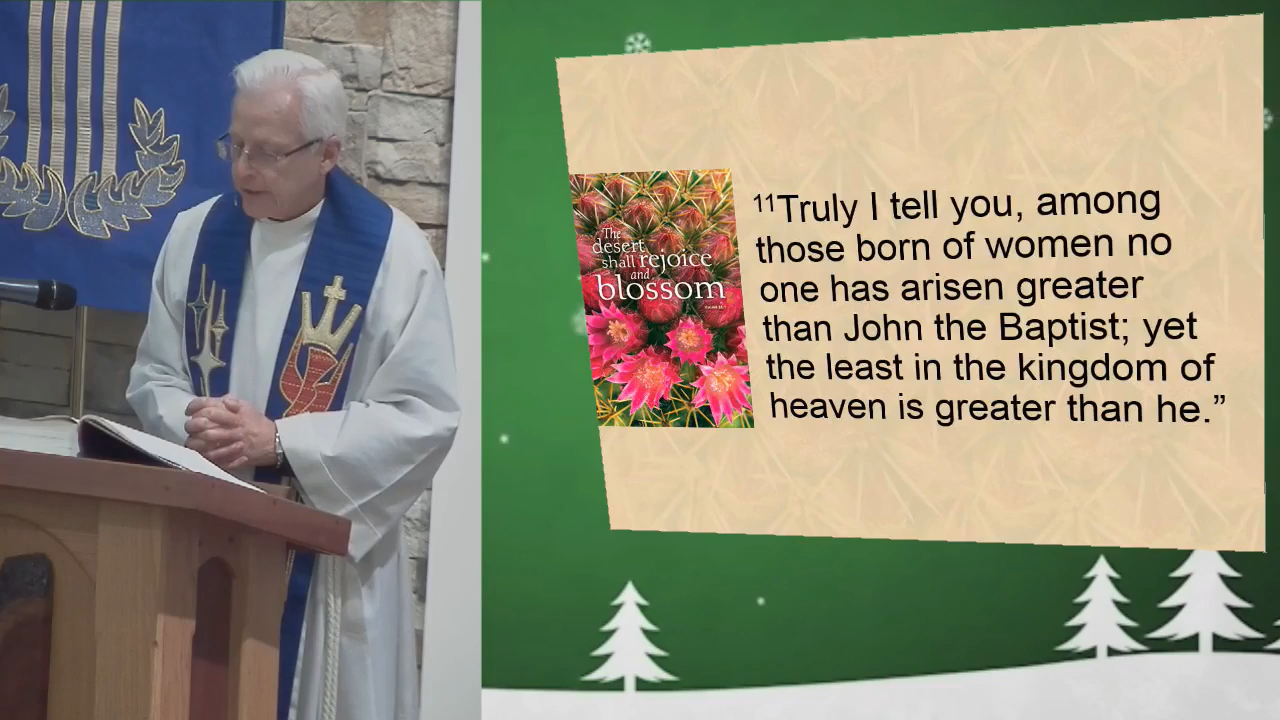 The
desert
shall rejoice
and
blossom
¹¹Truly I tell you, among
those born of women no
one has arisen greater
than John the Baptist; yet
the least in the kingdom of
heaven is greater than he.”